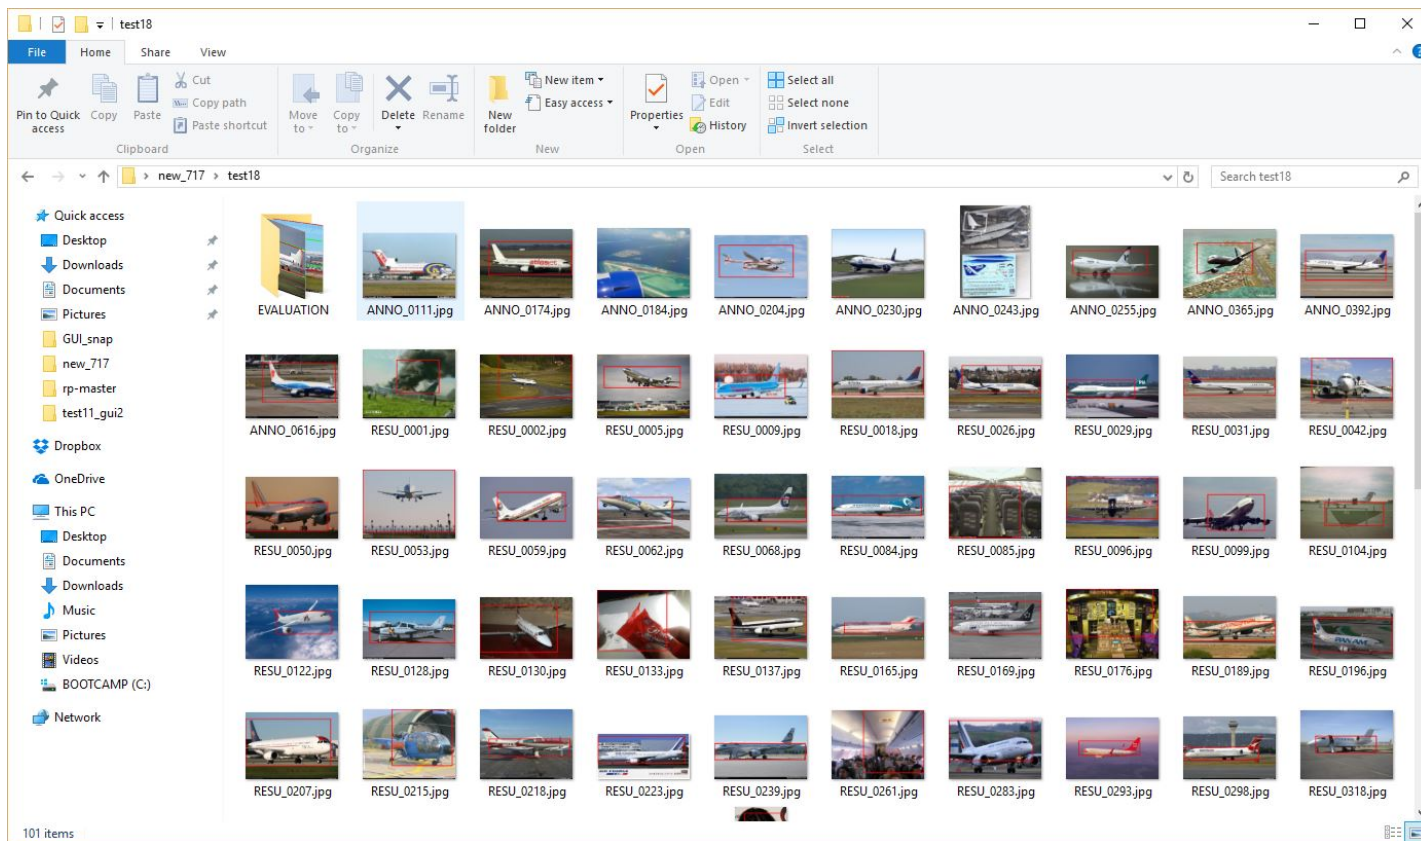 test18
File Home Share View
Pin to Quick access
Copy
Paste
Cut
Copy path
Paste shortcut
Clipboard
Move to
Copy to
Delete
Rename
Organize
New folder
New item
Easy access
New
Properties
Open
Edit
History
Open
Select all
Select none
Invert selection
Select
new_717 > test18
Search test18
Quick access
Desktop
Downloads
Documents
Pictures
GUI_snap
new_717
rp-master
test11_gui2
Dropbox
OneDrive
This PC
Desktop
Documents
Downloads
Music
Pictures
Videos
BOOTCAMP (C:)
Network
EVALUATION ANNO_0111.jpg ANNO_0174.jpg ANNO_0184.jpg ANNO_0204.jpg ANNO_0230.jpg ANNO_0243.jpg ANNO_0255.jpg ANNO_0365.jpg ANNO_0392.jpg
ANNO_0616.jpg RESU_0001.jpg RESU_0002.jpg RESU_0005.jpg RESU_0009.jpg RESU_0018.jpg RESU_0026.jpg RESU_0029.jpg RESU_0031.jpg RESU_0042.jpg
RESU_0050.jpg RESU_0053.jpg RESU_0059.jpg RESU_0062.jpg RESU_0068.jpg RESU_0084.jpg RESU_0085.jpg RESU_0096.jpg RESU_0099.jpg RESU_0104.jpg
PAN AM
RESU_0122.jpg RESU_0128.jpg RESU_0130.jpg RESU_0133.jpg RESU_0137.jpg RESU_0165.jpg RESU_0169.jpg RESU_0176.jpg RESU_0189.jpg RESU_0196.jpg
RESU_0207.jpg RESU_0215.jpg RESU_0218.jpg RESU_0223.jpg RESU_0239.jpg RESU_0261.jpg RESU_0283.jpg RESU_0293.jpg RESU_0298.jpg RESU_0318.jpg
101 items